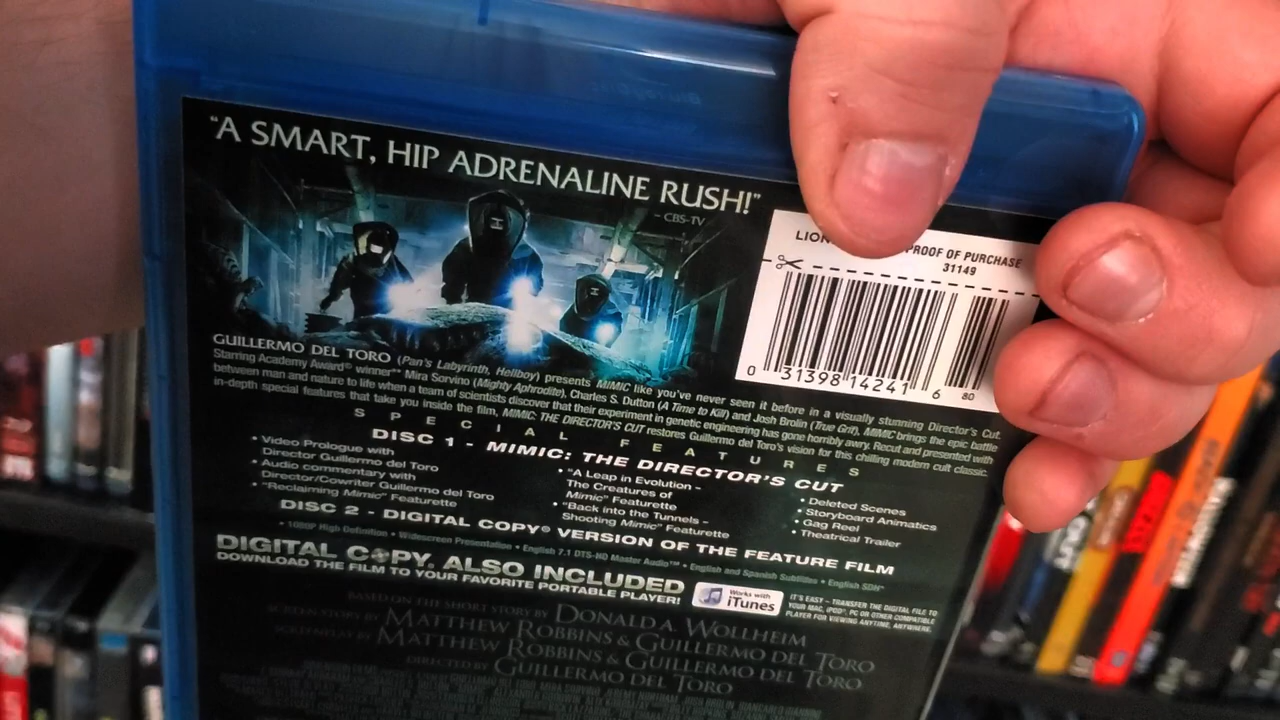 "A SMART, HIP ADRENALINE RUSH!"
– CBS-TV
LION
PROOF OF PURCHASE
31149
0 31398 14241 6 80
GUILLERMO DEL TORO (Pan's Labyrinth, Hellboy) presents MIMIC like you've never seen it before in a visually stunning Director's Cut.
Starring Academy Award® winner** Mira Sorvino (Mighty Aphrodite), Charles S. Dutton (A Time to Kill) and Josh Brolin (True Grit), MIMIC brings the epic battle
between man and nature to life when a team of scientists discover that their experiment in genetic engineering has gone horribly awry. Recut and presented with
in-depth special features that take you inside the film, MIMIC: THE DIRECTOR'S CUT restores Guillermo del Toro's vision for this chilling modern cult classic.
SPECIAL FEATURES
DISC 1 - MIMIC: THE DIRECTOR'S CUT
• Video Prologue with
Director Guillermo del Toro
• Audio commentary with
Director/Cowriter Guillermo del Toro
• "Reclaiming Mimic" Featurette
• "A Leap in Evolution –
The Creatures of
Mimic" Featurette
• "Back into the Tunnels –
Shooting Mimic" Featurette
• Deleted Scenes
• Storyboard Animatics
• Gag Reel
• Theatrical Trailer
DISC 2 - DIGITAL COPY® VERSION OF THE FEATURE FILM
• 1080P High Definition • Widescreen Presentation • English 7.1 DTS-HD Master Audio™ • English and Spanish Subtitles • English SDH*
DIGITAL COPY® ALSO INCLUDED
DOWNLOAD THE FILM TO YOUR FAVORITE PORTABLE PLAYER!
Works with
iTunes
IT'S EASY – TRANSFER THE DIGITAL FILE TO
YOUR MAC, iPOD®, PC OR OTHER COMPATIBLE
PLAYER FOR VIEWING ANYTIME, ANYWHERE.
BASED ON THE SHORT STORY BY DONALD A. WOLLHEIM
SCREEN STORY BY MATTHEW ROBBINS & GUILLERMO DEL TORO
SCREENPLAY BY MATTHEW ROBBINS & GUILLERMO DEL TORO
DIRECTED BY GUILLERMO DEL TORO